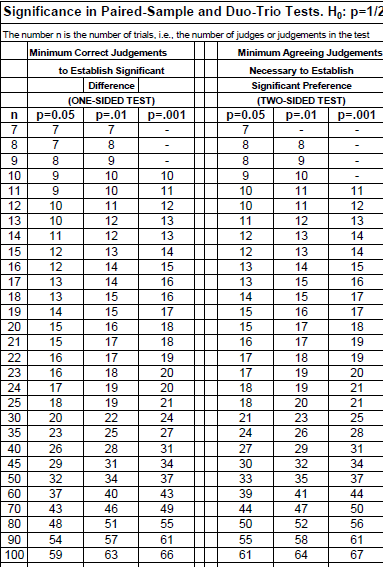 Significance in Paired-Sample and Duo-Trio Tests. H₀: p=1/2
The number n is the number of trials, i.e., the number of judges or judgements in the test
Minimum Correct Judgements Minimum Agreeing Judgements
to Establish Significant Necessary to Establish
Difference Significant Preference
(ONE-SIDED TEST) (TWO-SIDED TEST)
n p=0.05 p=.01 p=.001 p=0.05 p=.01 p=.001
7 7 7 - 7 - -
8 7 8 - 8 8 -
9 8 9 - 8 9 -
10 9 10 10 9 10 -
11 9 10 11 10 11 11
12 10 11 12 10 11 12
13 10 12 13 11 12 13
14 11 12 13 12 13 14
15 12 13 14 12 13 14
16 12 14 15 13 14 15
17 13 14 16 13 15 16
18 13 15 16 14 15 17
19 14 15 17 15 16 17
20 15 16 18 15 17 18
21 15 17 18 16 17 19
22 16 17 19 17 18 19
23 16 18 20 17 19 20
24 17 19 20 18 19 21
25 18 19 21 18 20 21
30 20 22 24 21 23 25
35 23 25 27 24 26 28
40 26 28 31 27 29 31
45 29 31 34 30 32 34
50 32 34 37 33 35 37
60 37 40 43 39 41 44
70 43 46 49 44 47 50
80 48 51 55 50 52 56
90 54 57 61 55 58 61
100 59 63 66 61 64 67